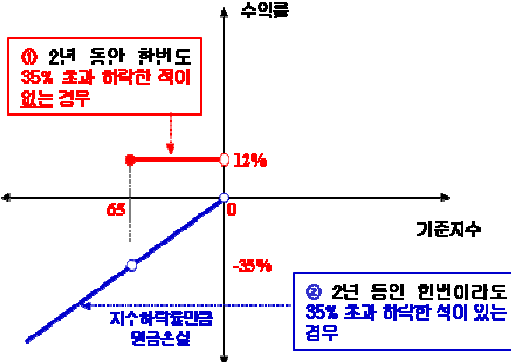 수익률
① 2년 동안 한번도
35% 초과 하락한 적이
없는 경우
12%
65
0
기준지수
-35%
② 2년 동안 한번이라도
35% 초과 하락한 적이 있는
경우
지수하락률만큼
원금손실